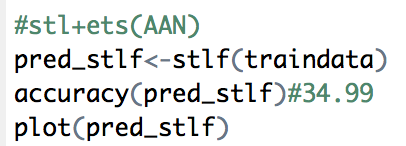 #stl+ets(AAN)
pred_stlf<-stlf(traindata)
accuracy(pred_stlf)#34.99
plot(pred_stlf)